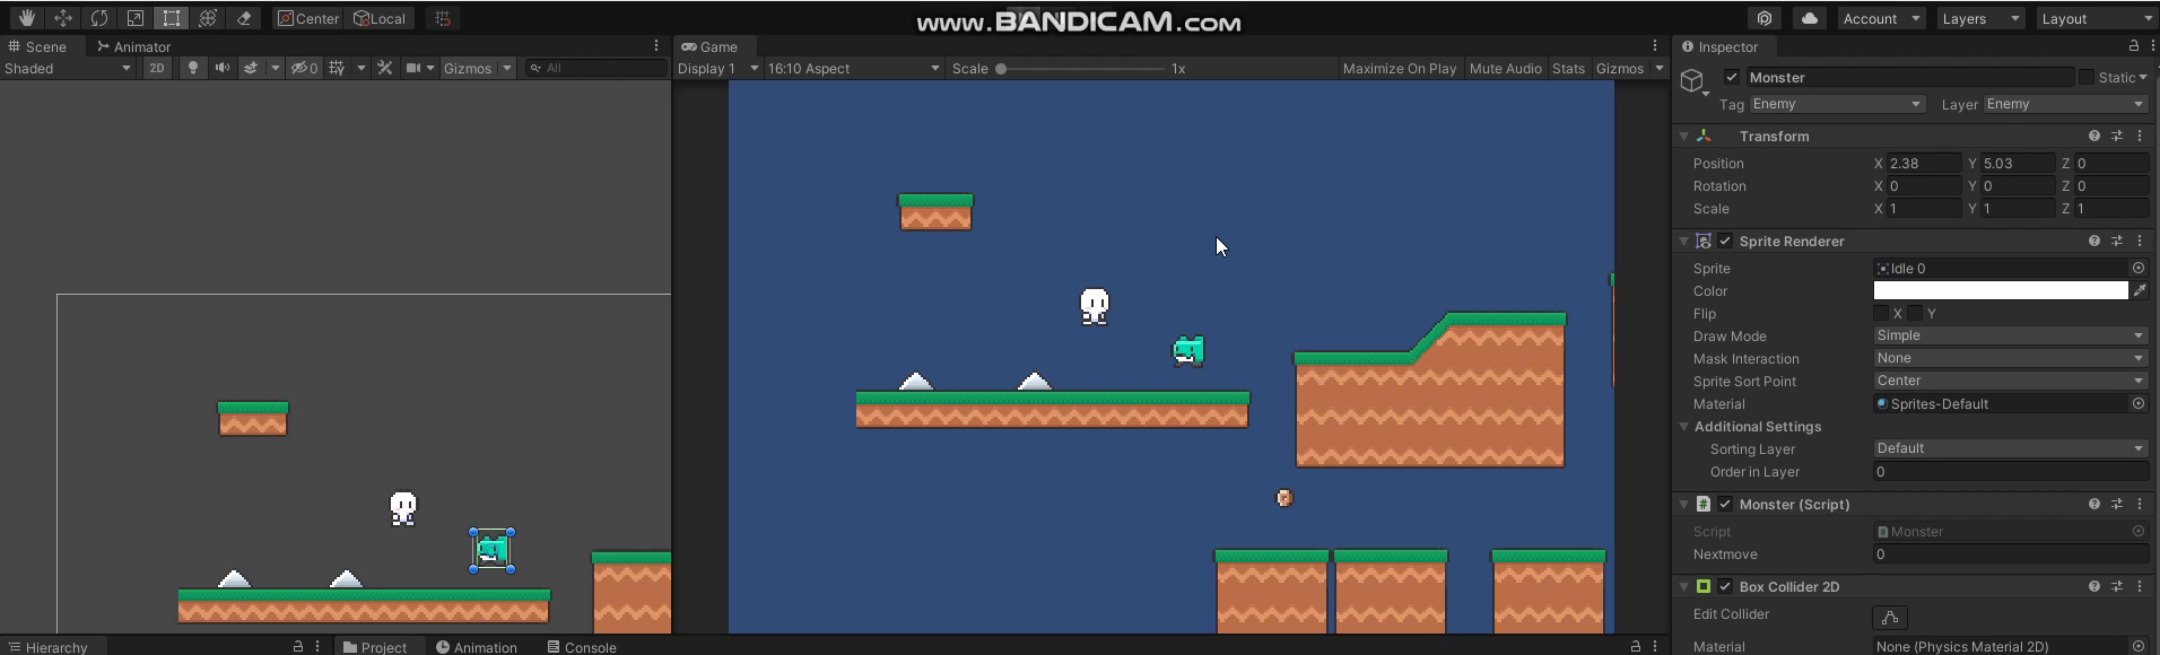 Center
Local
www.BANDICAM.com
Account
Layers
Layout
Scene
Animator
Game
Inspector
Shaded
2D
0
Gizmos
All
Display 1
16:10 Aspect
Scale
1x
Maximize On Play
Mute Audio
Stats
Gizmos
Monster
Static
Tag Enemy
Layer Enemy
Transform
Position X 2.38 Y 5.03 Z 0
Rotation X 0 Y 0 Z 0
Scale X 1 Y 1 Z 1
Sprite Renderer
Sprite Idle 0
Color
Flip X Y
Draw Mode Simple
Mask Interaction None
Sprite Sort Point Center
Material Sprites-Default
Additional Settings
Sorting Layer Default
Order in Layer 0
Monster (Script)
Script Monster
Nextmove 0
Box Collider 2D
Edit Collider
Material None (Physics Material 2D)
Hierarchy
Project
Animation
Console